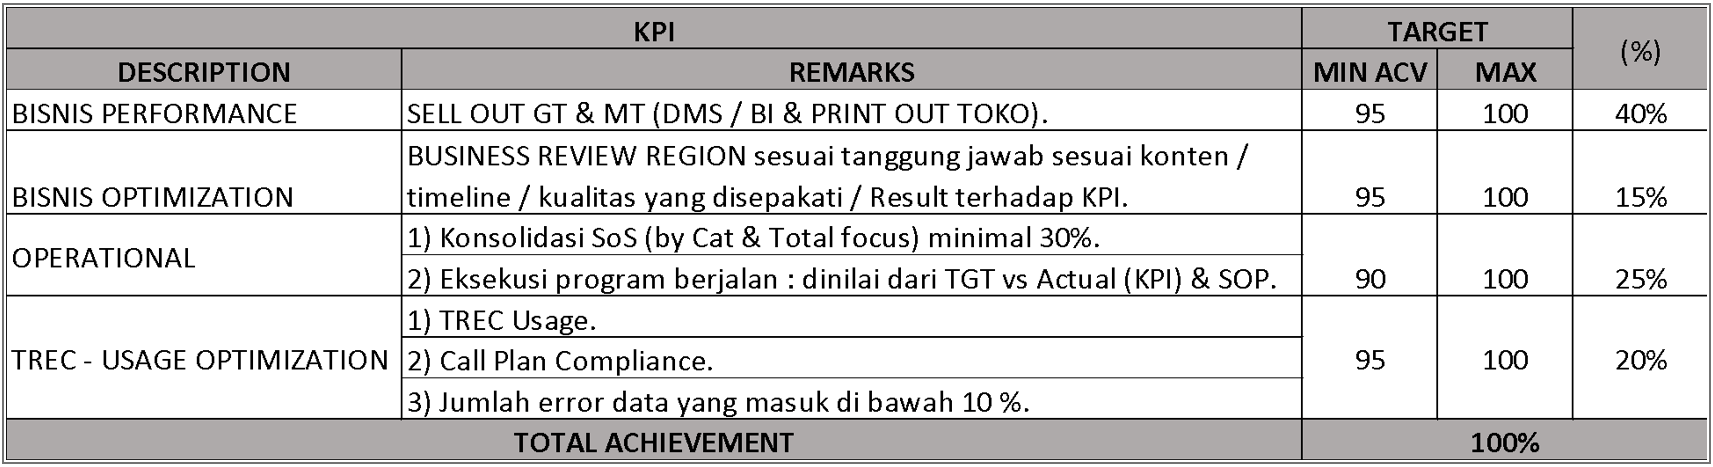 KPI TARGET (%)
DESCRIPTION REMARKS MIN ACV MAX
BISNIS PERFORMANCE SELL OUT GT & MT (DMS / BI & PRINT OUT TOKO). 95 100 40%
BUSINESS REVIEW REGION sesuai tanggung jawab sesuai konten /
BISNIS OPTIMIZATION timeline / kualitas yang disepakati / Result terhadap KPI. 95 100 15%
OPERATIONAL 1) Konsolidasi SoS (by Cat & Total focus) minimal 30%.
2) Eksekusi program berjalan : dinilai dari TGT vs Actual (KPI) & SOP. 90 100 25%
1) TREC Usage.
TREC - USAGE OPTIMIZATION 2) Call Plan Compliance. 95 100 20%
3) Jumlah error data yang masuk di bawah 10 %.
TOTAL ACHIEVEMENT 100%